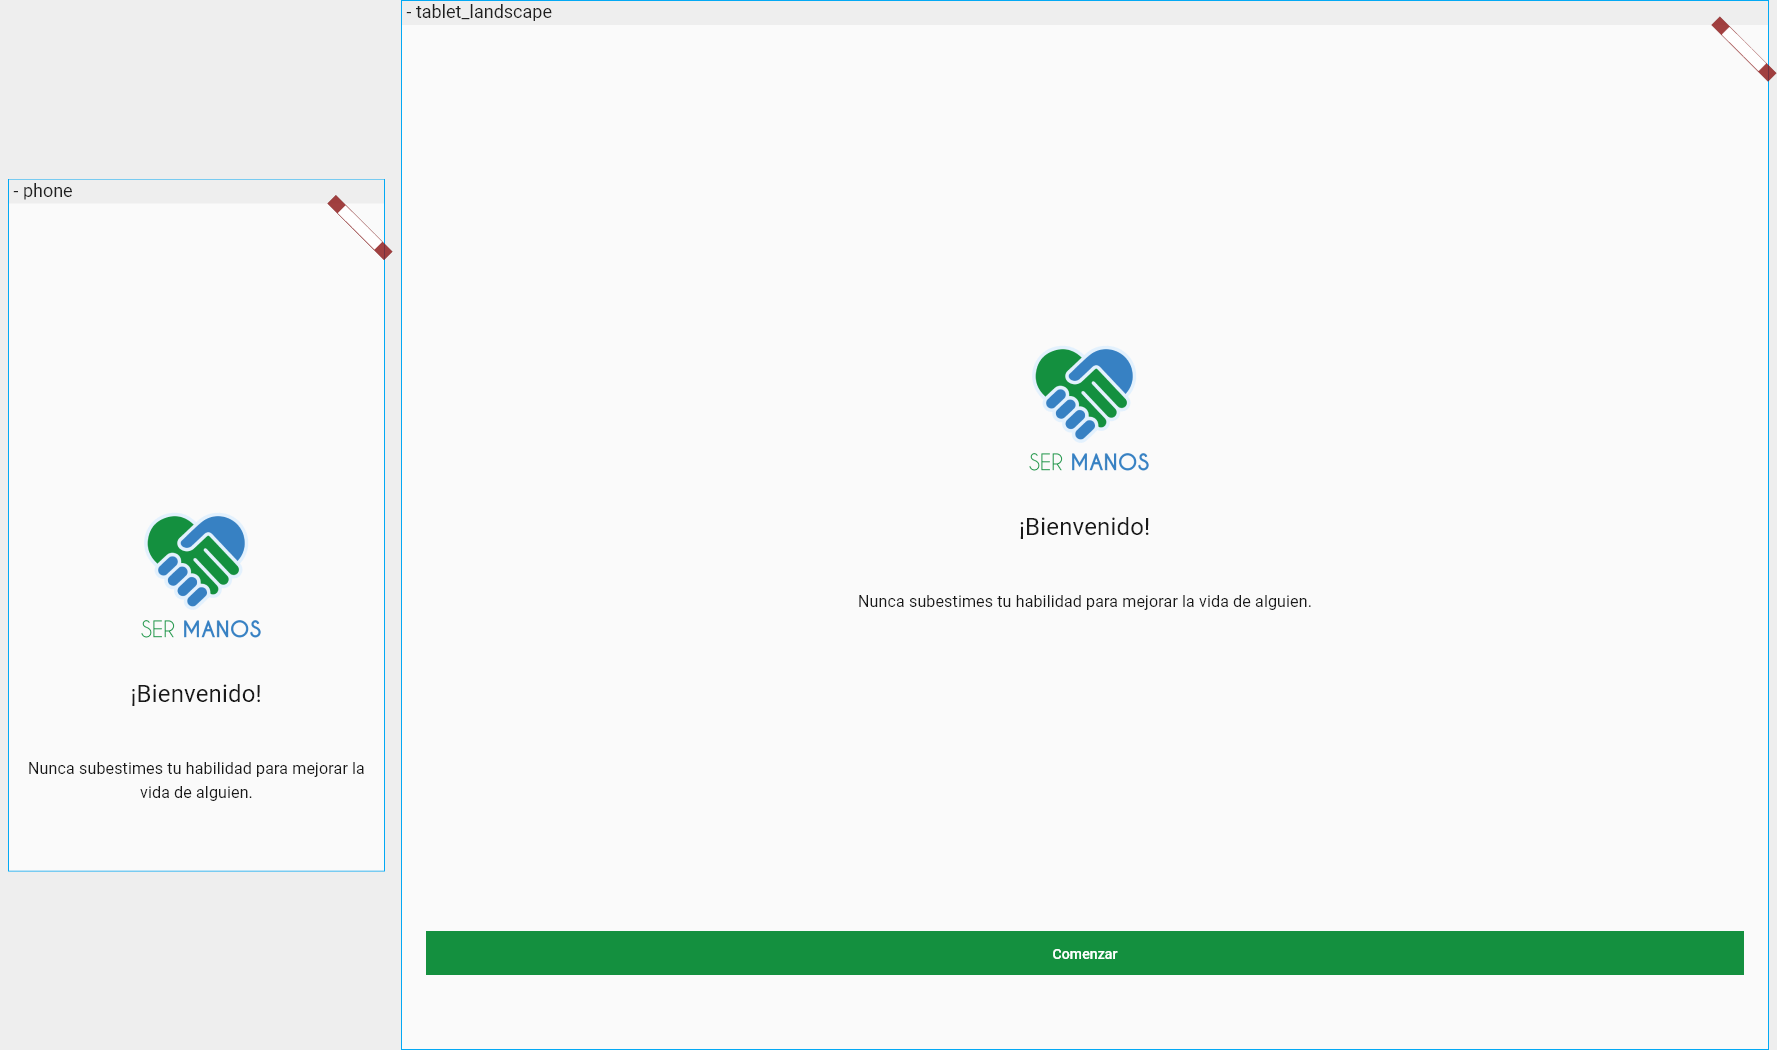 - phone
SER MANOS
¡Bienvenido!
Nunca subestimes tu habilidad para mejorar la
vida de alguien.
- tablet_landscape
SER MANOS
¡Bienvenido!
Nunca subestimes tu habilidad para mejorar la vida de alguien.
Comenzar